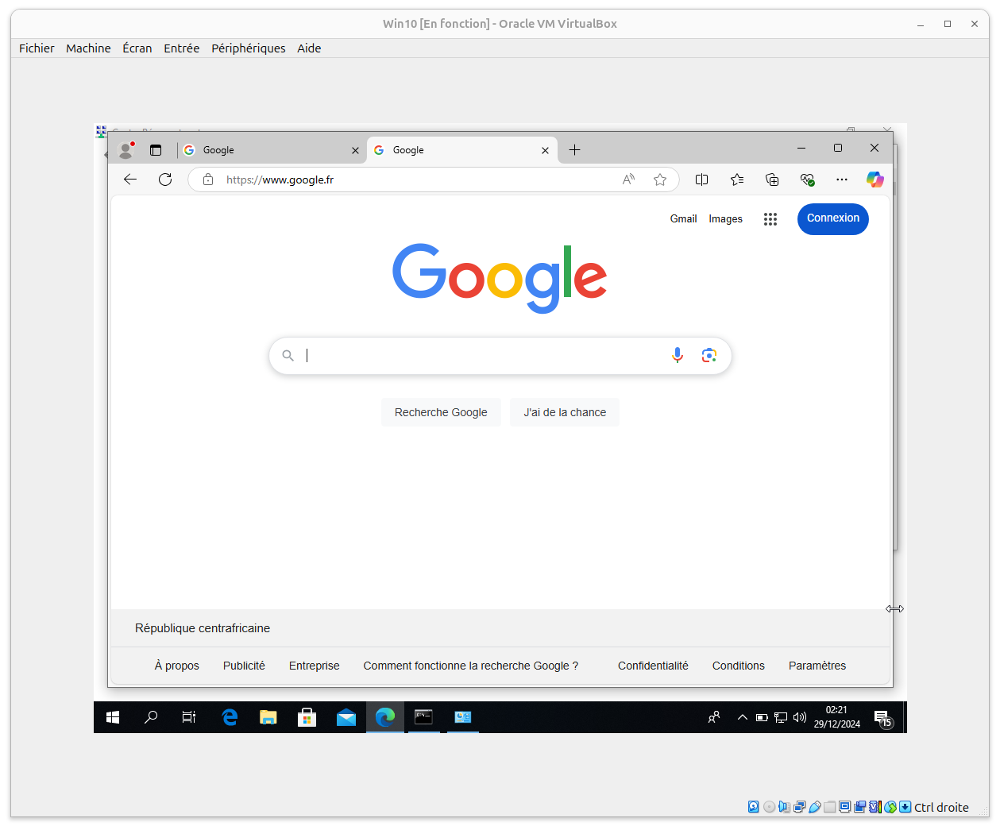 Win10 [En fonction] - Oracle VM VirtualBox
Fichier Machine Écran Entrée Périphériques Aide
Google Google
https://www.google.fr
Gmail Images Connexion
Google
Recherche Google J'ai de la chance
République centrafricaine
À propos Publicité Entreprise Comment fonctionne la recherche Google ? Confidentialité Conditions Paramètres
02:21
29/12/2024
15
Ctrl droite